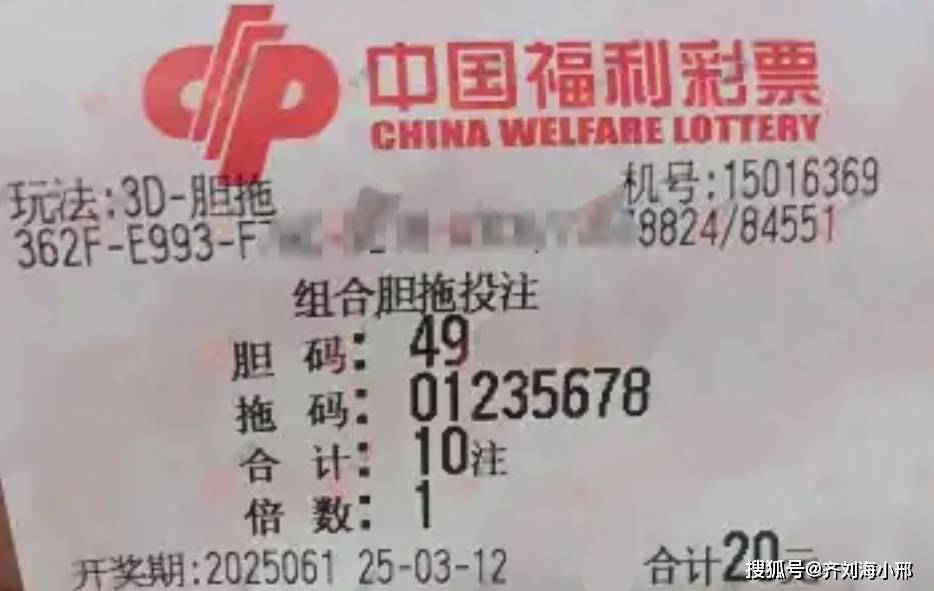 中国福利彩票
CHINA WELFARE LOTTERY
玩法:3D-胆拖 机号:15016369
362F-E993-F 8824/84551
组合胆拖投注
胆 码: 49
拖 码: 01235678
合 计: 10注
倍 数: 1
开奖期:2025061 25-03-12 合计20元
搜狐号@齐刘海小邢